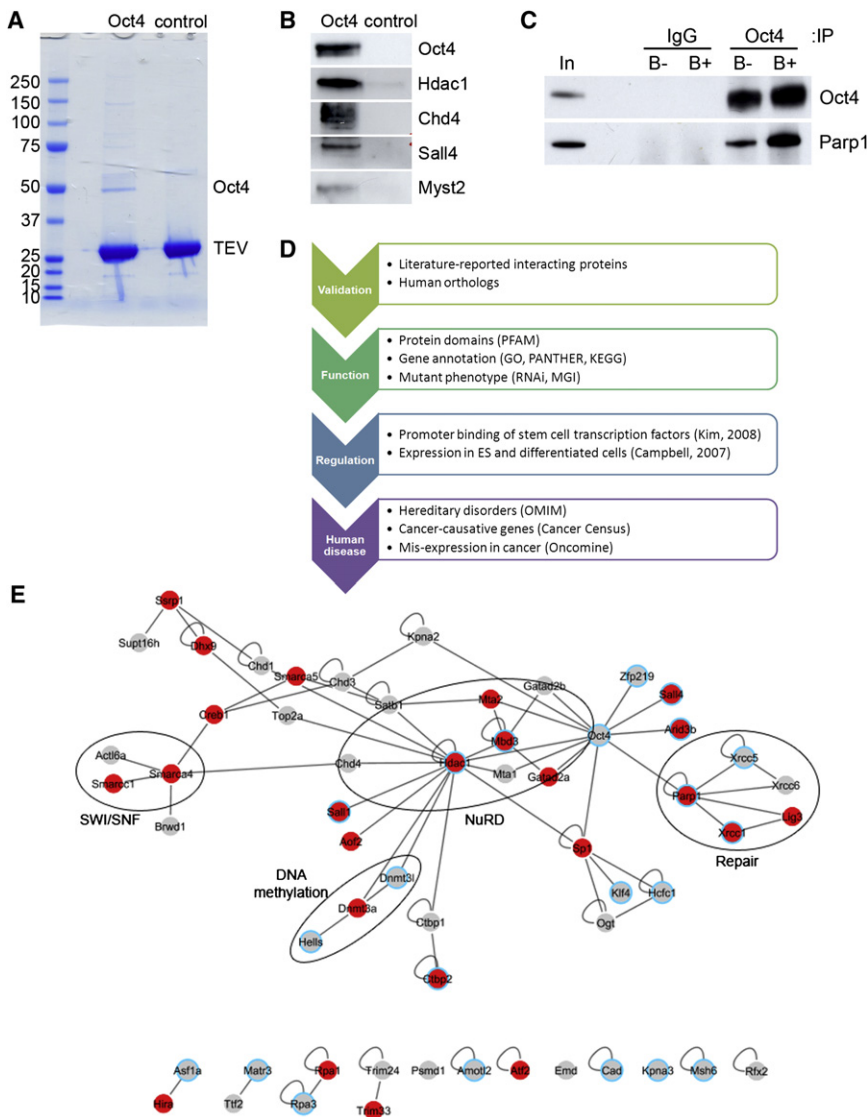 A
Oct4 control
250
150
100
75
50
37
25
20
15
10
Oct4
TEV
B
Oct4 control
Oct4
Hdac1
Chd4
Sall4
Myst2
C
IgG Oct4 :IP
In B- B+ B- B+
Oct4
Parp1
D
Validation
• Literature-reported interacting proteins
• Human orthologs
Function
• Protein domains (PFAM)
• Gene annotation (GO, PANTHER, KEGG)
• Mutant phenotype (RNAi, MGI)
Regulation
• Promoter binding of stem cell transcription factors (Kim, 2008)
• Expression in ES and differentiated cells (Campbell, 2007)
Human disease
• Hereditary disorders (OMIM)
• Cancer-causative genes (Cancer Census)
• Mis-expression in cancer (Oncomine)
E
Ssrp1
Supt16h
Dhx9
Chd1
Smarca5
Chd3
Kpna2
Satb1
Top2a
Creb1
Mta2
Gatad2b
Zfp219
Sall4
Arid3b
Oct4
Mbd3
Hdac1
Mta1
Gatad2a
Chd4
NuRD
Actl6a
Smarcc1
Smarca4
Brwd1
SWI/SNF
Xrcc5
Xrcc6
Parp1
Xrcc1
Lig3
Repair
Sall1
Aof2
Sp1
Klf4
Hcfc1
Ogt
DNA
methylation
Dnmt3l
Dnmt3a
Hells
Ctbp1
Ctbp2
Asf1a
Hira
Matr3
Ttf2
Rpa1
Rpa3
Trim24
Trim33
Psmd1
Amotl2
Atf2
Emd
Cad
Kpna3
Msh6
Rfx2